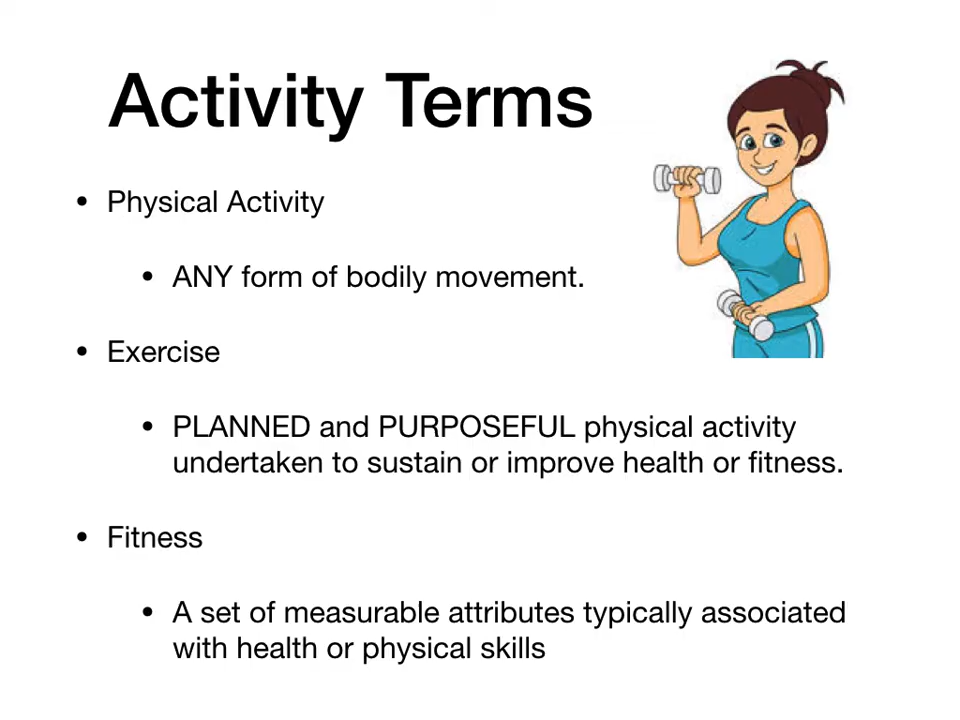 Activity Terms
• Physical Activity
• ANY form of bodily movement.
• Exercise
• PLANNED and PURPOSEFUL physical activity
undertaken to sustain or improve health or fitness.
• Fitness
• A set of measurable attributes typically associated
with health or physical skills